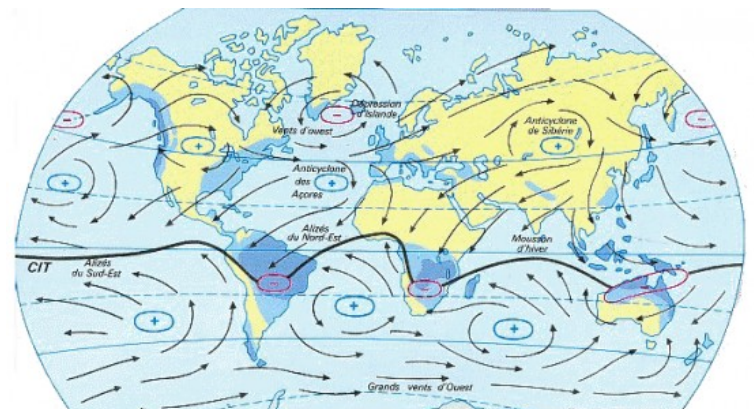 Dépression
d'Islande
Vents d'ouest
Anticyclone
de Sibérie
Anticyclone
des
Açores
Alizés
du Nord-Est
Mousson
d'hiver
CIT
Alizés
du Sud-Est
Grands vents d'Ouest